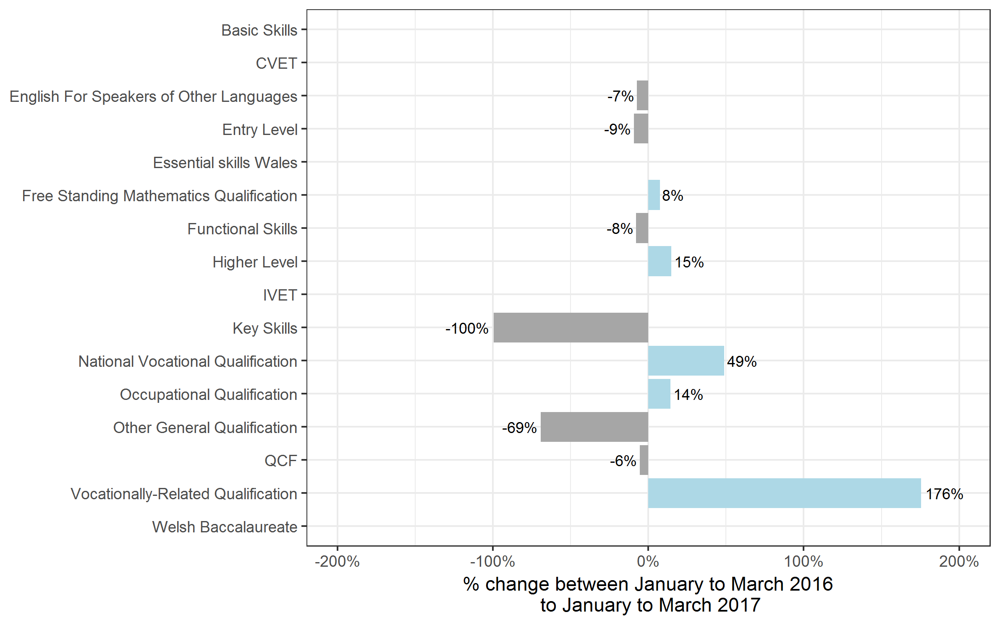 Basic Skills
CVET
English For Speakers of Other Languages
-7%
Entry Level
-9%
Essential skills Wales
Free Standing Mathematics Qualification
8%
Functional Skills
-8%
Higher Level
15%
IVET
Key Skills
-100%
National Vocational Qualification
49%
Occupational Qualification
14%
Other General Qualification
-69%
QCF
-6%
Vocationally-Related Qualification
176%
Welsh Baccalaureate
-200%
-100%
0%
100%
200%
% change between January to March 2016
to January to March 2017